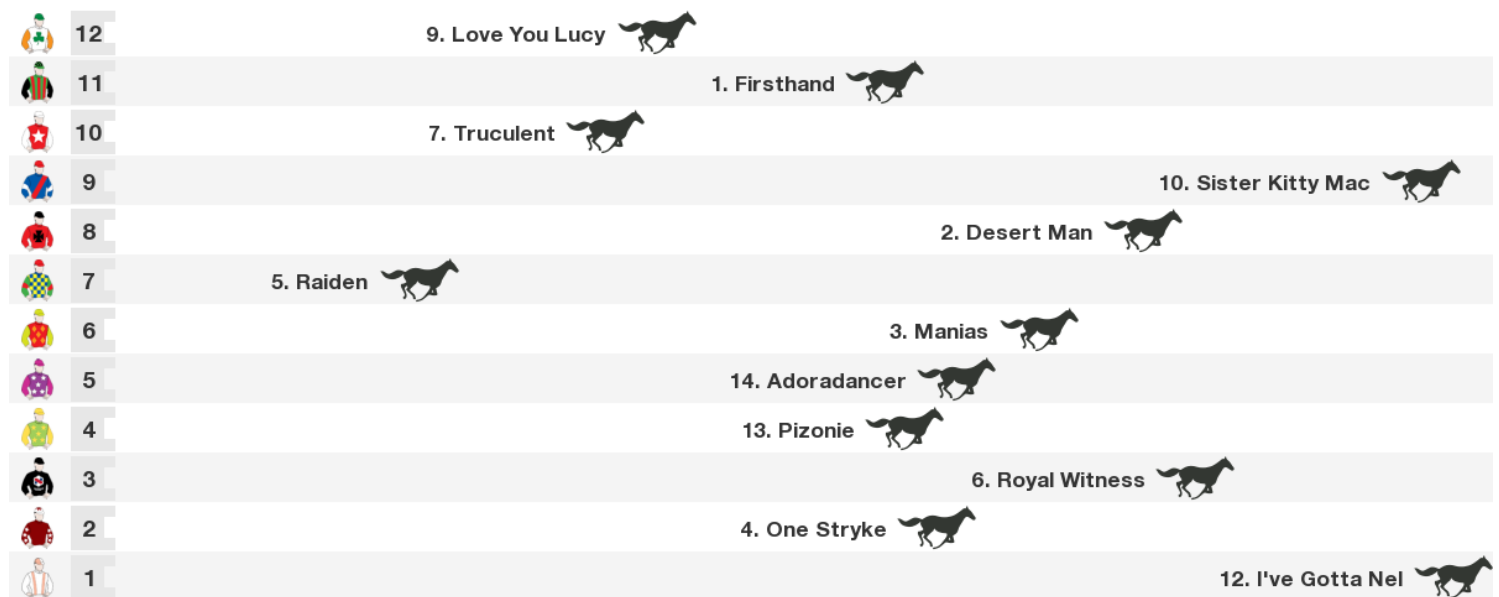 12 9. Love You Lucy
11 1. Firsthand
10 7. Truculent
9 10. Sister Kitty Mac
8 2. Desert Man
7 5. Raiden
6 3. Manias
5 14. Adoradancer
4 13. Pizonie
3 6. Royal Witness
2 4. One Stryke
1 12. I've Gotta Nel